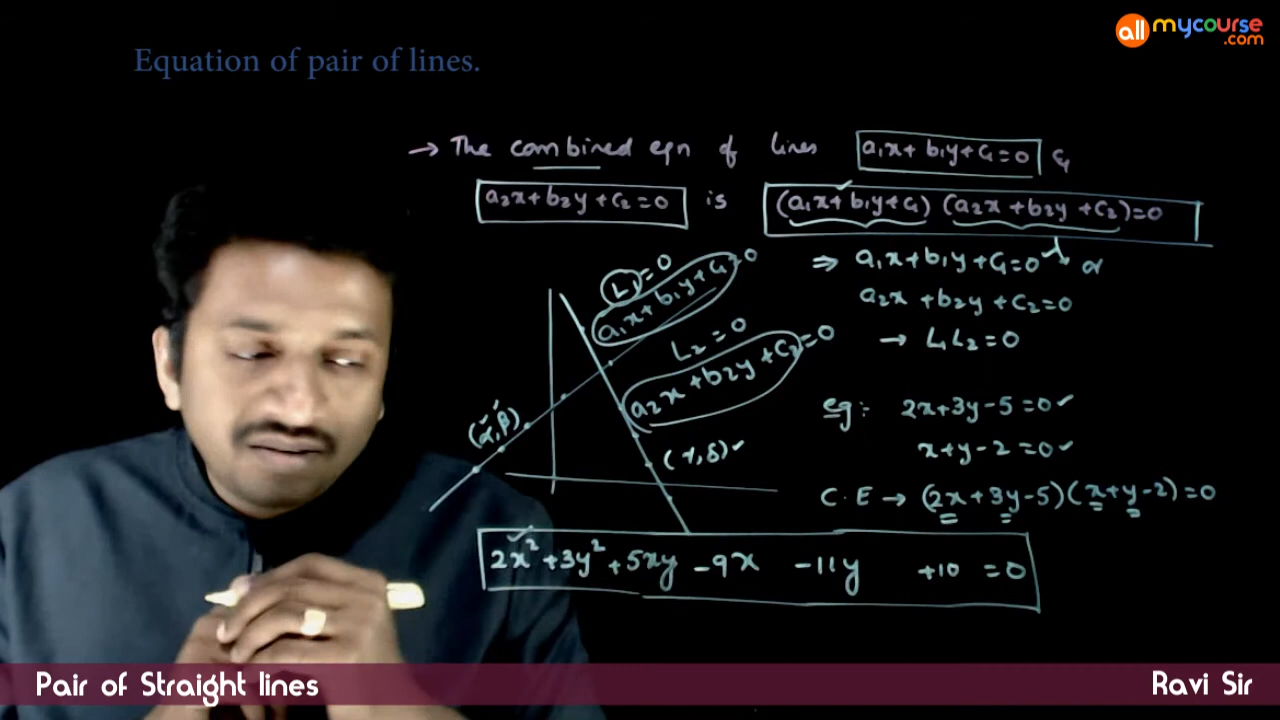 all mycourse .com
Equation of pair of lines.
→ The combined eqn of lines a₁x + b₁y + c₁ = 0 &
a₂x + b₂y + c₂ = 0 is (a₁x + b₁y + c₁) (a₂x + b₂y + c₂) = 0
⇒ a₁x + b₁y + c₁ = 0 or
a₂x + b₂y + c₂ = 0
→ L₁L₂ = 0
L₁ = 0
a₁x + b₁y + c₁ = 0
L₂ = 0
a₂x + b₂y + c₂ = 0
(α, β)
(γ, δ) ✓
eg :- 2x + 3y - 5 = 0 ✓
x + y - 2 = 0 ✓
C.E → (2x + 3y - 5) (x + y - 2) = 0
2x² + 3y² + 5xy - 9x - 11y + 10 = 0
Pair of Straight lines
Ravi Sir